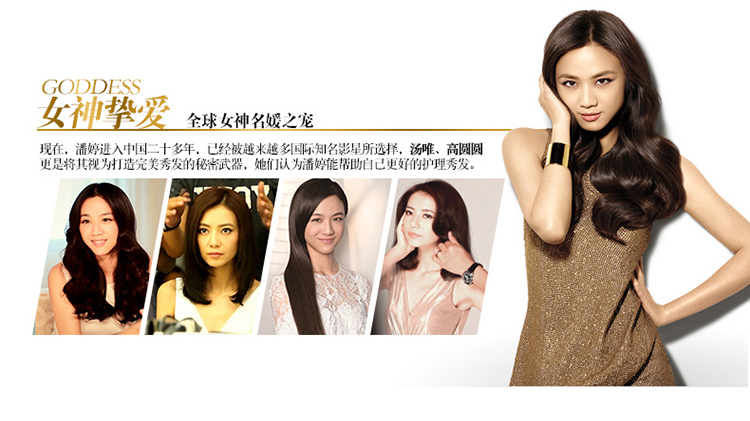 GODDESS
女神挚爱 全球女神名媛之宠
现在，潘婷进入中国二十多年，已经被越来越多国际知名影星所选择，汤唯、高圆圆
更是将其视为打造完美秀发的秘密武器，她们认为潘婷能帮助自己更好的护理秀发。